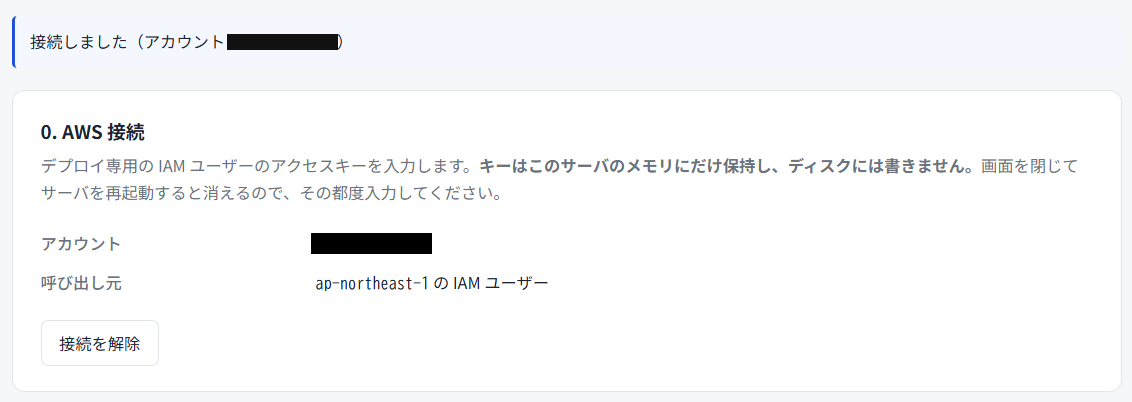 接続しました（アカウント ）
0. AWS 接続
デプロイ専用の IAM ユーザーのアクセスキーを入力します。キーはこのサーバのメモリにだけ保持し、ディスクには書きません。画面を閉じて
サーバを再起動すると消えるので、その都度入力してください。
アカウント
呼び出し元 ap-northeast-1 の IAM ユーザー
接続を解除